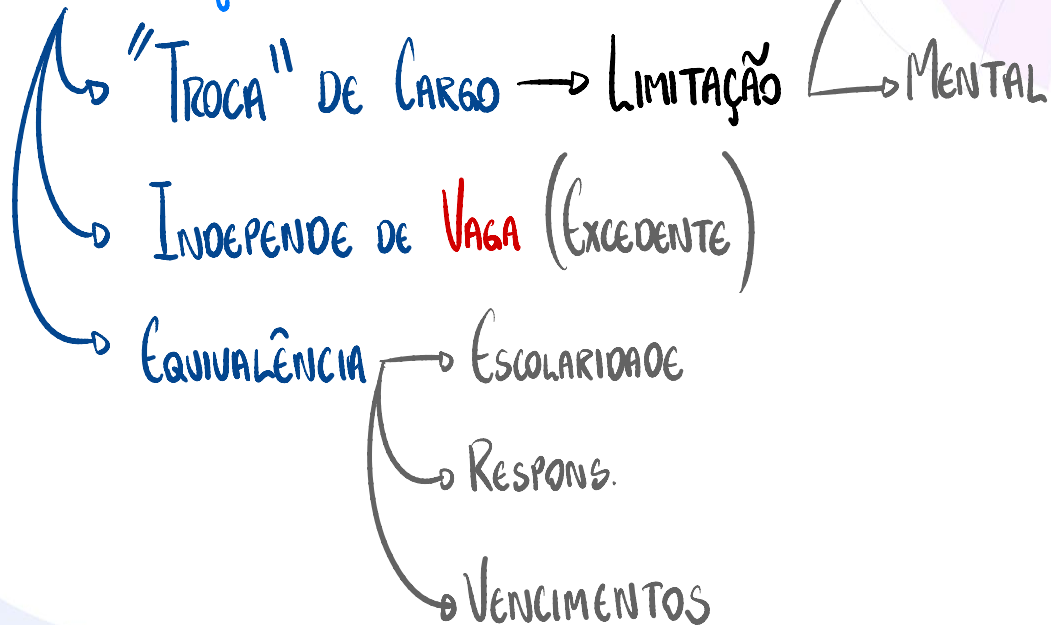 "TROCA" DE CARGO → LIMITAÇÃO → MENTAL
INDEPENDE DE VAGA (EXCEDENTE)
EQUIVALÊNCIA → ESCOLARIDADE
RESPONS.
VENCIMENTOS